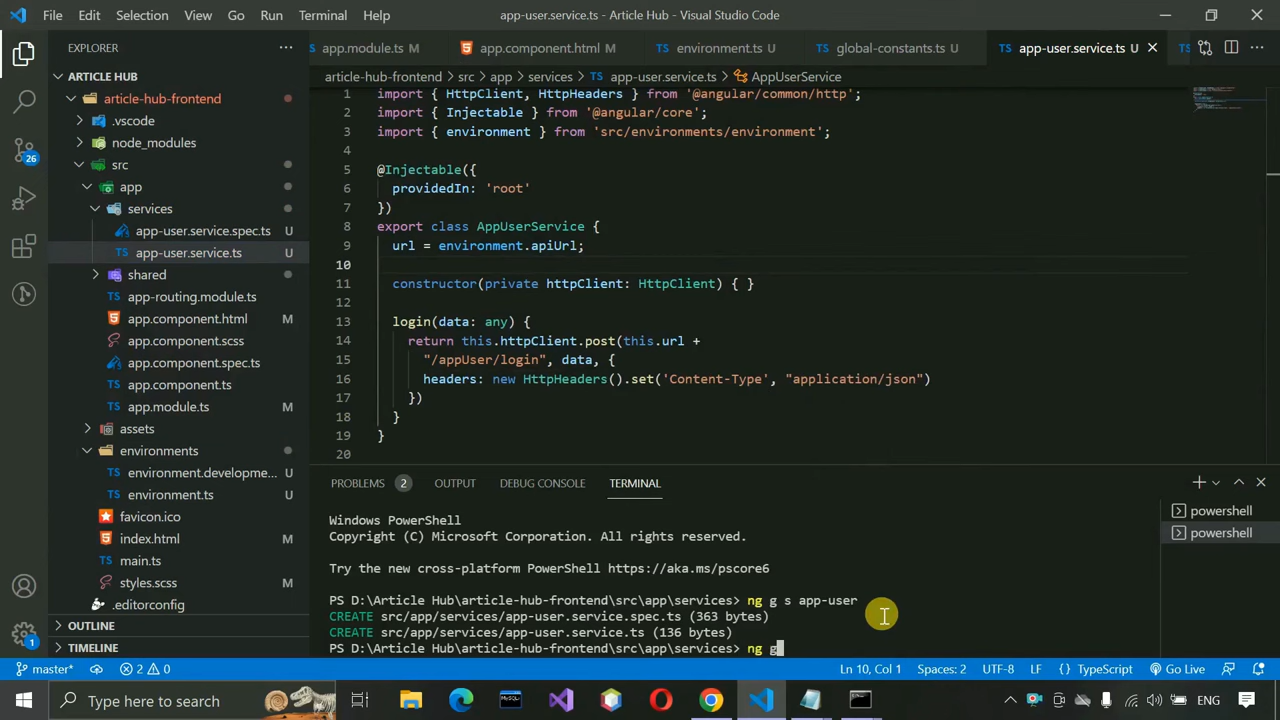 File Edit Selection View Go Run Terminal Help
app-user.service.ts - Article Hub - Visual Studio Code
EXPLORER
ARTICLE HUB
article-hub-frontend
.vscode
node_modules
src
app
services
app-user.service.spec.ts U
app-user.service.ts U
shared
app-routing.module.ts
app.component.html M
app.component.scss
app.component.spec.ts
app.component.ts
app.module.ts M
assets
environments
environment.developme... U
environment.ts U
favicon.ico
index.html M
main.ts
styles.scss M
.editorconfig
OUTLINE
TIMELINE
26
1
app.module.ts M app.component.html M environment.ts U global-constants.ts U app-user.service.ts U
article-hub-frontend > src > app > services > app-user.service.ts > AppUserService
1 import { HttpClient, HttpHeaders } from '@angular/common/http';
2 import { Injectable } from '@angular/core';
3 import { environment } from 'src/environments/environment';
4
5 @Injectable({
6 providedIn: 'root'
7 })
8 export class AppUserService {
9 url = environment.apiUrl;
10
11 constructor(private httpClient: HttpClient) { }
12
13 login(data: any) {
14 return this.httpClient.post(this.url +
15 "/appUser/login", data, {
16 headers: new HttpHeaders().set('Content-Type', "application/json")
17 })
18 }
19 }
20
PROBLEMS 2 OUTPUT DEBUG CONSOLE TERMINAL
powershell
powershell
Windows PowerShell
Copyright (C) Microsoft Corporation. All rights reserved.
Try the new cross-platform PowerShell https://aka.ms/pscore6
PS D:\Article Hub\article-hub-frontend\src\app\services> ng g s app-user
CREATE src/app/services/app-user.service.spec.ts (363 bytes)
CREATE src/app/services/app-user.service.ts (136 bytes)
PS D:\Article Hub\article-hub-frontend\src\app\services> ng g
master* 2 0 Ln 10, Col 1 Spaces: 2 UTF-8 LF {} TypeScript Go Live
Type here to search
MySQL
ENG